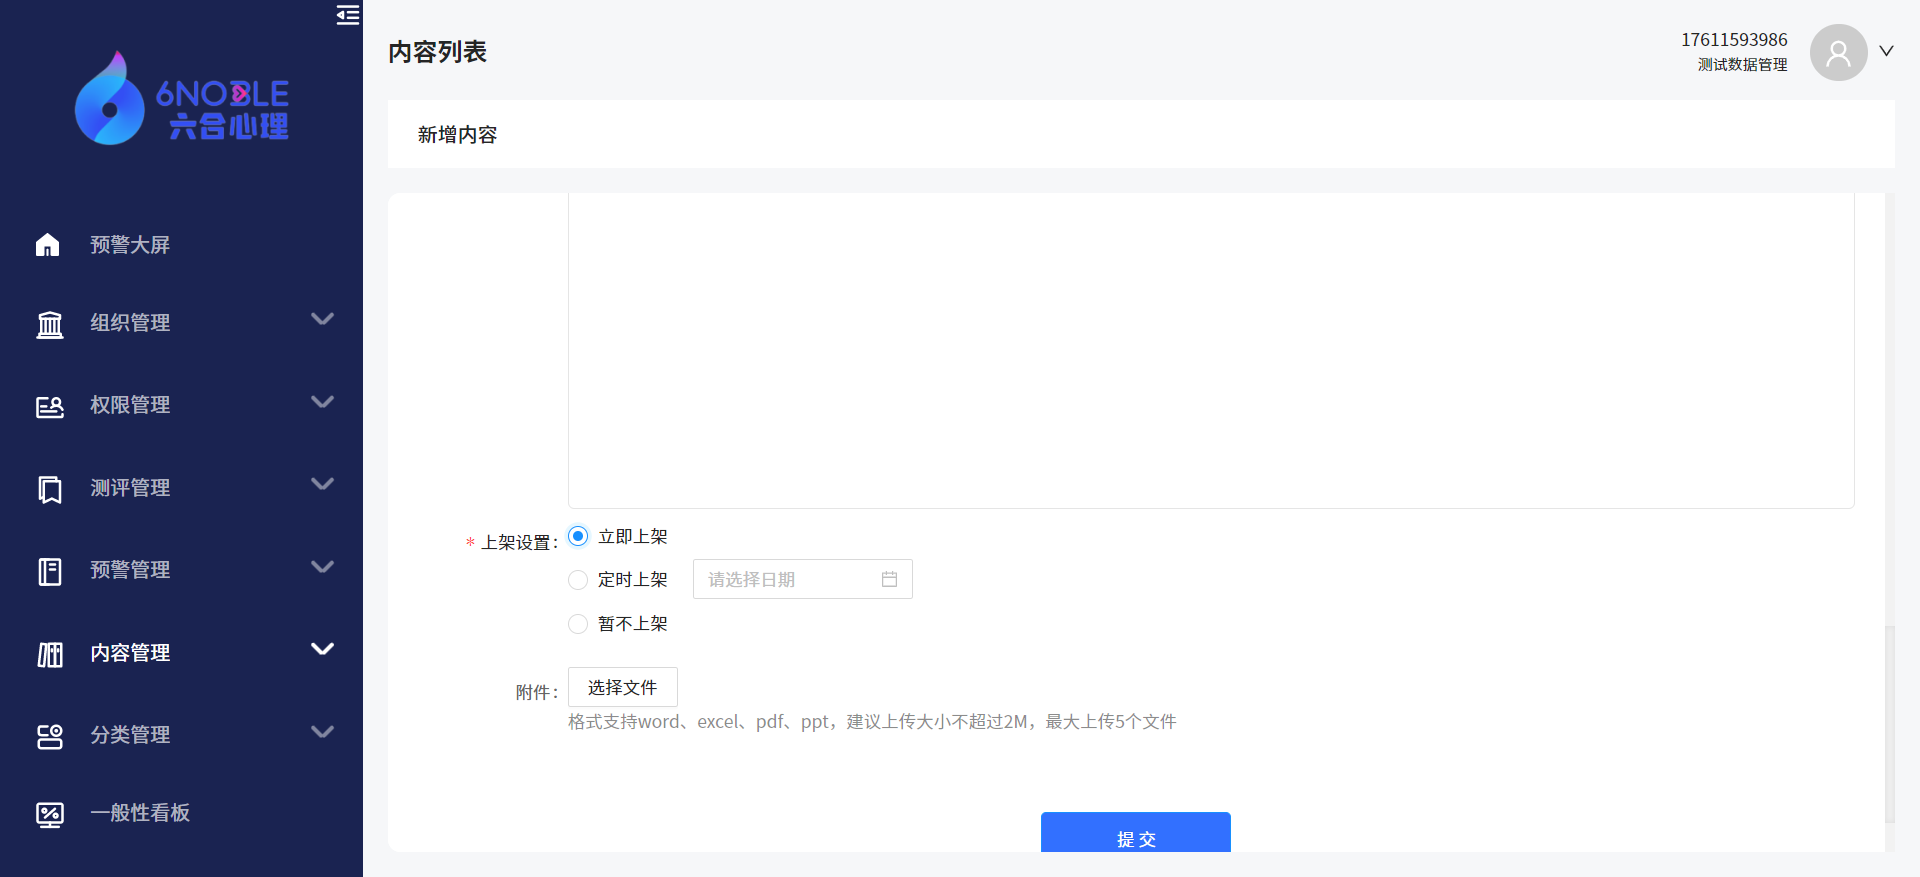 6NOBLE
六合心理
预警大屏
组织管理
权限管理
测评管理
预警管理
内容管理
分类管理
一般性看板
内容列表
17611593986
测试数据管理
新增内容
* 上架设置：
立即上架
定时上架
请选择日期
暂不上架
附件：
选择文件
格式支持word、excel、pdf、ppt，建议上传大小不超过2M，最大上传5个文件
提 交